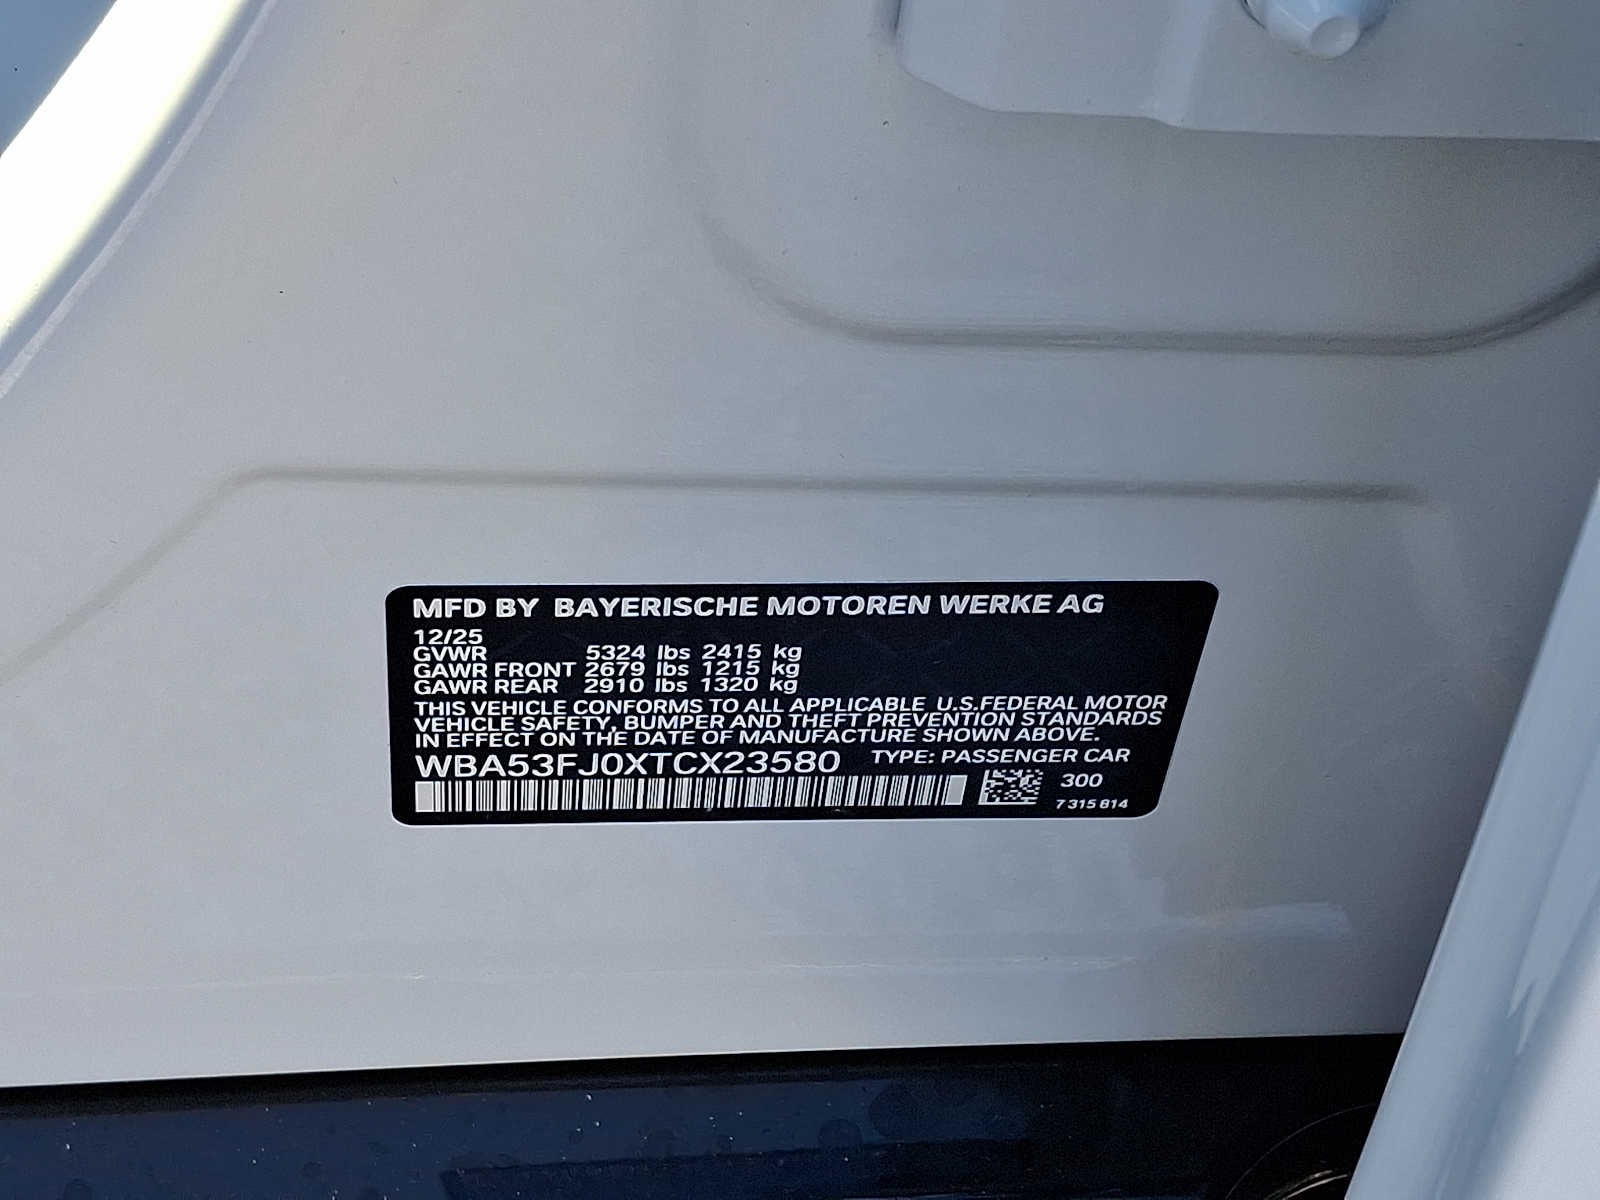 MFD BY BAYERISCHE MOTOREN WERKE AG
12/25
GVWR 5324 lbs 2415 kg
GAWR FRONT 2679 lbs 1215 kg
GAWR REAR 2910 lbs 1320 kg
THIS VEHICLE CONFORMS TO ALL APPLICABLE U.S.FEDERAL MOTOR
VEHICLE SAFETY, BUMPER AND THEFT PREVENTION STANDARDS
IN EFFECT ON THE DATE OF MANUFACTURE SHOWN ABOVE.
WBA53FJ0XTCX23580 TYPE: PASSENGER CAR
300
7 315 814